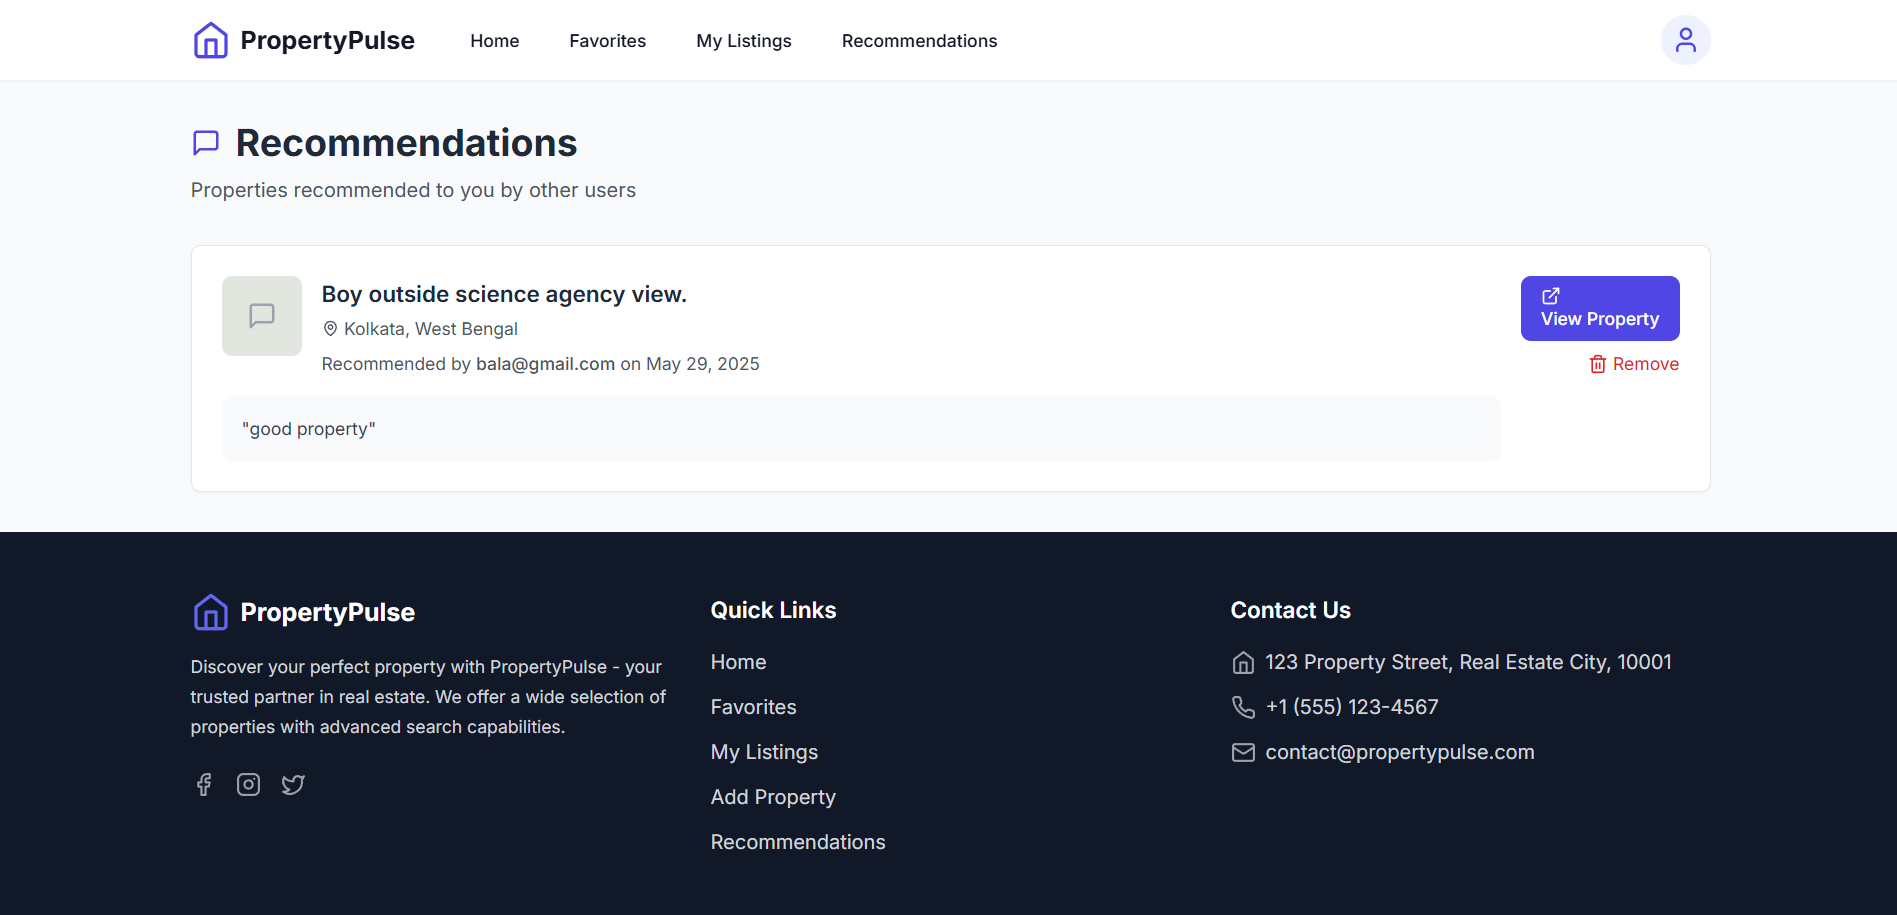 PropertyPulse
Home
Favorites
My Listings
Recommendations
Recommendations
Properties recommended to you by other users
Boy outside science agency view.
Kolkata, West Bengal
Recommended by bala@gmail.com on May 29, 2025
View Property
Remove
"good property"
PropertyPulse
Discover your perfect property with PropertyPulse - your
trusted partner in real estate. We offer a wide selection of
properties with advanced search capabilities.
Quick Links
Home
Favorites
My Listings
Add Property
Recommendations
Contact Us
123 Property Street, Real Estate City, 10001
+1 (555) 123-4567
contact@propertypulse.com